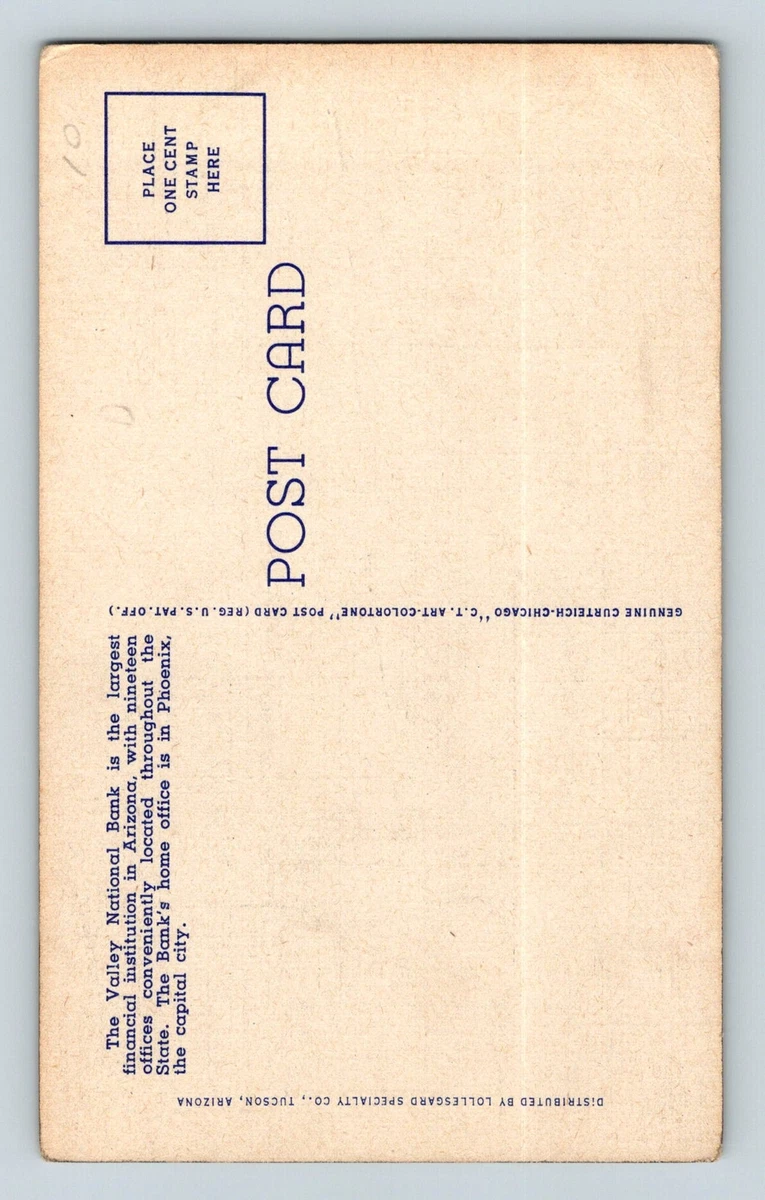 The Valley National Bank is the largest
financial institution in Arizona, with nineteen
offices conveniently located throughout the
State. The Bank's home office is in Phoenix,
the capital city.
POST CARD
PLACE
ONE CENT
STAMP
HERE
GENUINE CURTEICH-CHICAGO "C.T. ART-COLORTONE" POST CARD (REG. U.S. PAT. OFF.)
DISTRIBUTED BY LOLLESGARD SPECIALTY CO., TUCSON, ARIZONA
10